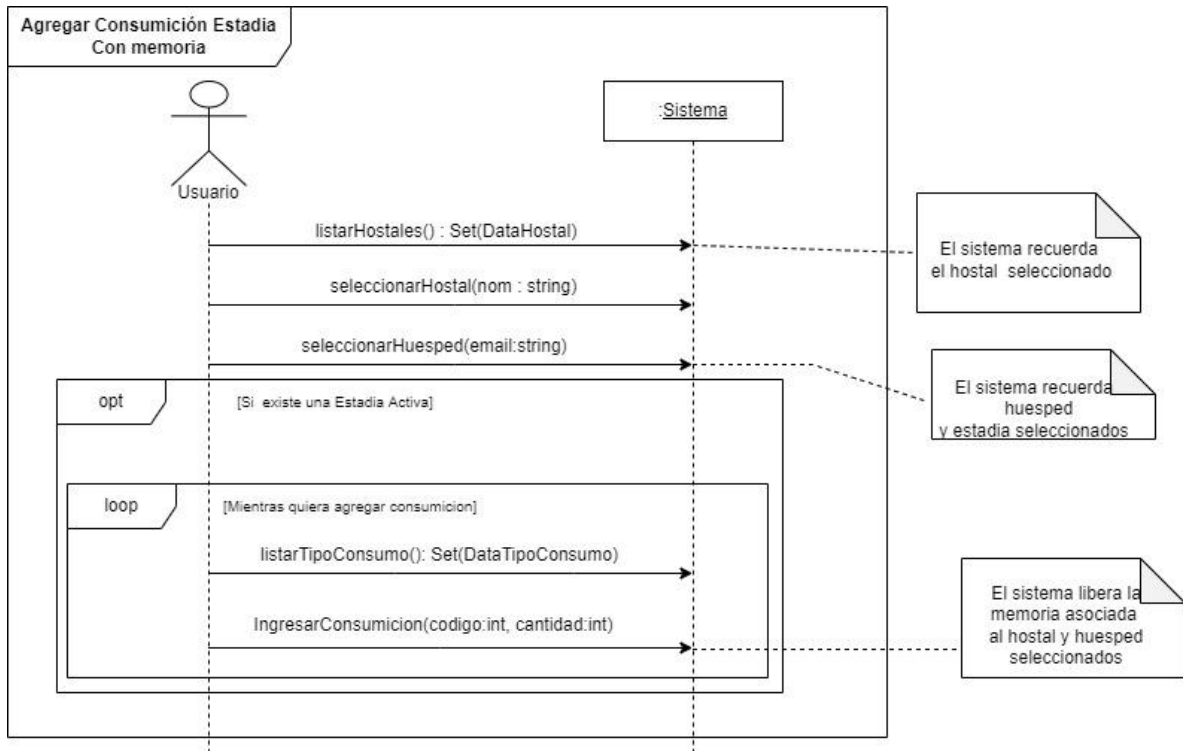 Agregar Consumición Estadia
Con memoria
:Sistema
Usuario
listarHostales() : Set(DataHostal)
El sistema recuerda
el hostal seleccionado
seleccionarHostal(nom : string)
seleccionarHuesped(email:string)
El sistema recuerda
huesped
y estadia seleccionados
opt
[Si existe una Estadia Activa]
loop
[Mientras quiera agregar consumicion]
listarTipoConsumo(): Set(DataTipoConsumo)
El sistema libera la
memoria asociada
al hostal y huesped
seleccionados
IngresarConsumicion(codigo:int, cantidad:int)